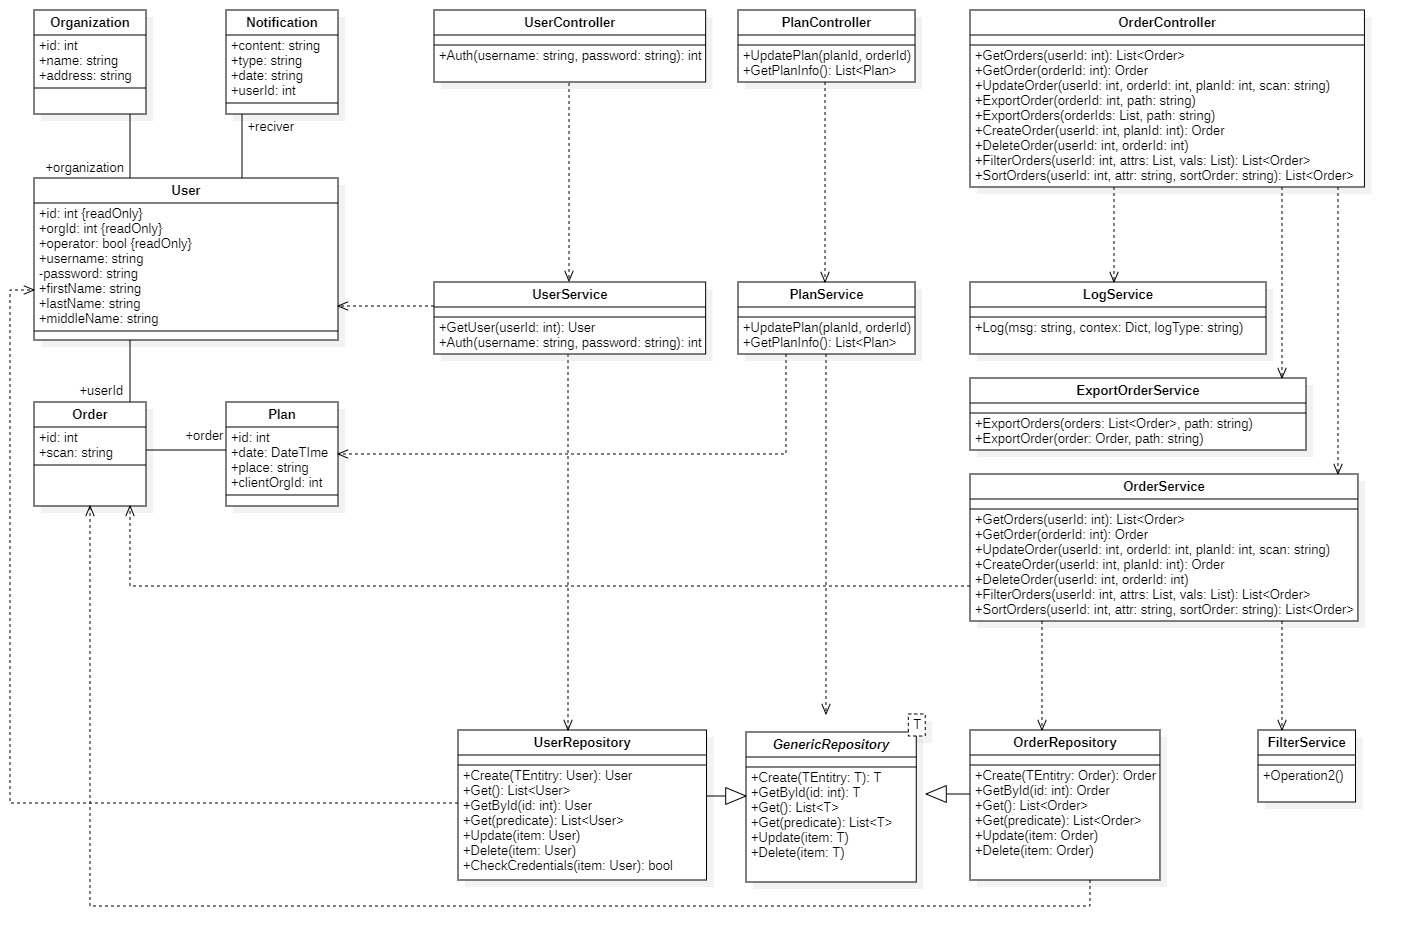 Organization
+id: int
+name: string
+address: string
Notification
+content: string
+type: string
+date: string
+userId: int
UserController
+Auth(username: string, password: string): int
PlanController
+UpdatePlan(planId, orderId)
+GetPlanInfo(): List<Plan>
OrderController
+GetOrders(userId: int): List<Order>
+GetOrder(orderId: int): Order
+UpdateOrder(userId: int, orderId: int, planId: int, scan: string)
+ExportOrder(orderId: int, path: string)
+ExportOrders(orderIds: List, path: string)
+CreateOrder(userId: int, planId: int): Order
+DeleteOrder(userId: int, orderId: int)
+FilterOrders(userId: int, attrs: List, vals: List): List<Order>
+SortOrders(userId: int, attr: string, sortOrder: string): List<Order>
+reciver
+organization
User
+id: int {readOnly}
+orgId: int {readOnly}
+operator: bool {readOnly}
+username: string
-password: string
+firstName: string
+lastName: string
+middleName: string
UserService
+GetUser(userId: int): User
+Auth(username: string, password: string): int
PlanService
+UpdatePlan(planId, orderId)
+GetPlanInfo(): List<Plan>
LogService
+Log(msg: string, contex: Dict, logType: string)
ExportOrderService
+ExportOrders(orders: List<Order>, path: string)
+ExportOrder(order: Order, path: string)
+userId
Order
+id: int
+scan: string
+order
Plan
+id: int
+date: DateTIme
+place: string
+clientOrgId: int
OrderService
+GetOrders(userId: int): List<Order>
+GetOrder(orderId: int): Order
+UpdateOrder(userId: int, orderId: int, planId: int, scan: string)
+CreateOrder(userId: int, planId: int): Order
+DeleteOrder(userId: int, orderId: int)
+FilterOrders(userId: int, attrs: List, vals: List): List<Order>
+SortOrders(userId: int, attr: string, sortOrder: string): List<Order>
UserRepository
+Create(TEntity: User): User
+Get(): List<User>
+GetById(id: int): User
+Get(predicate): List<User>
+Update(item: User)
+Delete(item: User)
+CheckCredentials(item: User): bool
T
GenericRepository
+Create(TEntity: T): T
+GetById(id: int): T
+Get(): List<T>
+Get(predicate): List<T>
+Update(item: T)
+Delete(item: T)
OrderRepository
+Create(TEntity: Order): Order
+GetById(id: int): Order
+Get(): List<Order>
+Get(predicate): List<Order>
+Update(item: Order)
+Delete(item: Order)
FilterService
+Operation2()